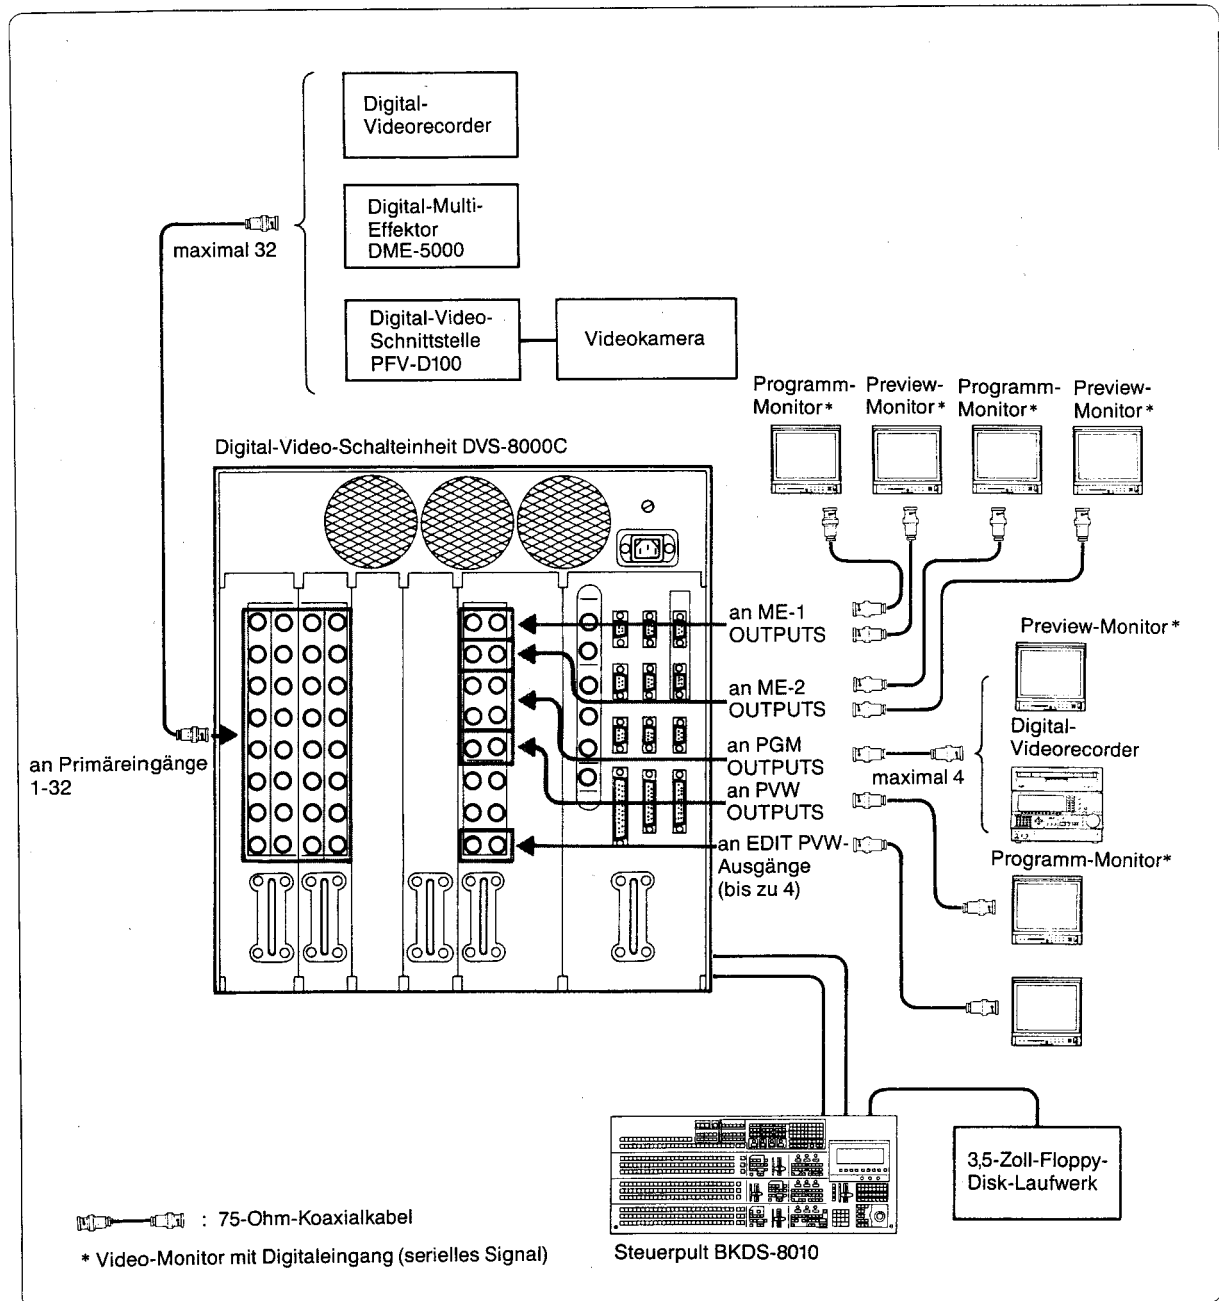 Digital-
Videorecorder
Digital-Multi-
Effektor
DME-5000
maximal 32
Digital-Video-
Schnittstelle
PFV-D100
Videokamera
Programm-
Monitor*
Preview-
Monitor*
Programm-
Monitor*
Preview-
Monitor*
Digital-Video-Schalteinheit DVS-8000C
an ME-1
OUTPUTS
Preview-Monitor*
an ME-2
OUTPUTS
Digital-
Videorecorder
an PGM
OUTPUTS
maximal 4
an Primäreingänge
1-32
an PVW
OUTPUTS
an EDIT PVW-
Ausgänge
(bis zu 4)
Programm-Monitor*
3,5-Zoll-Floppy-
Disk-Laufwerk
: 75-Ohm-Koaxialkabel
* Video-Monitor mit Digitaleingang (serielles Signal)
Steuerpult BKDS-8010